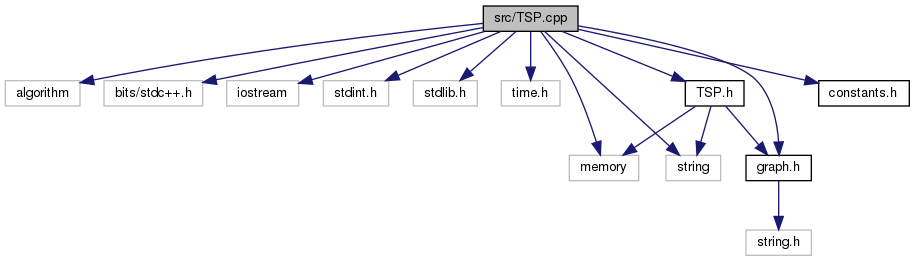 src/TSP.cpp
algorithm
bits/stdc++.h
iostream
stdint.h
stdlib.h
time.h
TSP.h
constants.h
memory
string
graph.h
string.h